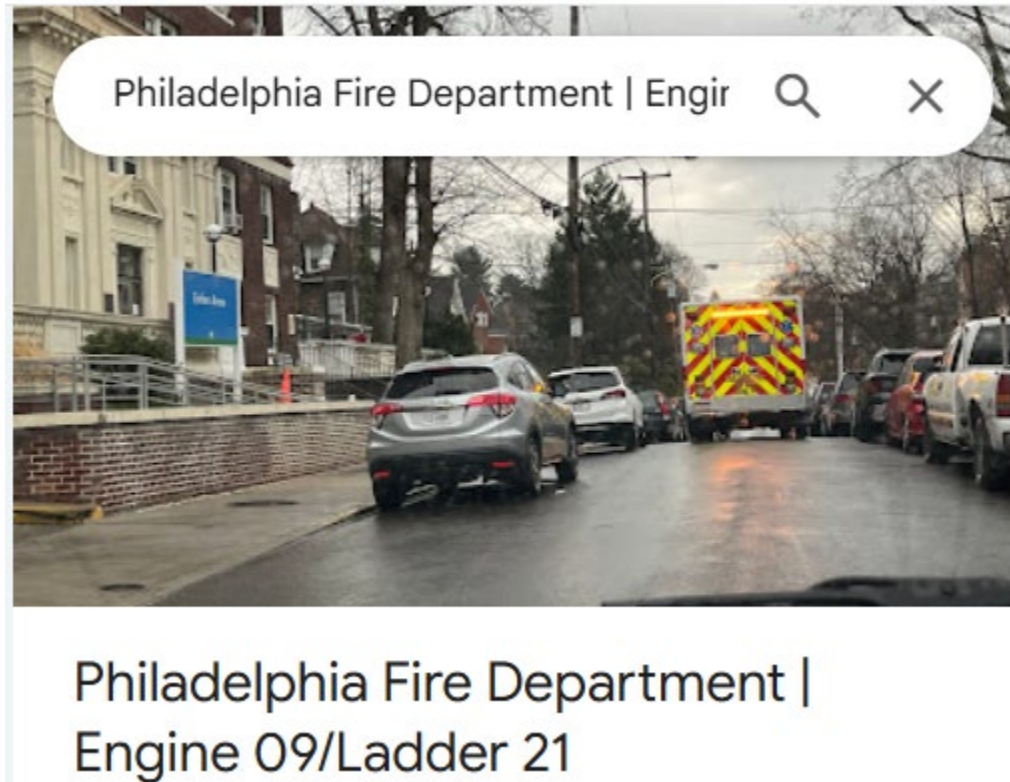 Philadelphia Fire Department | Engir
Philadelphia Fire Department |
Engine 09/Ladder 21